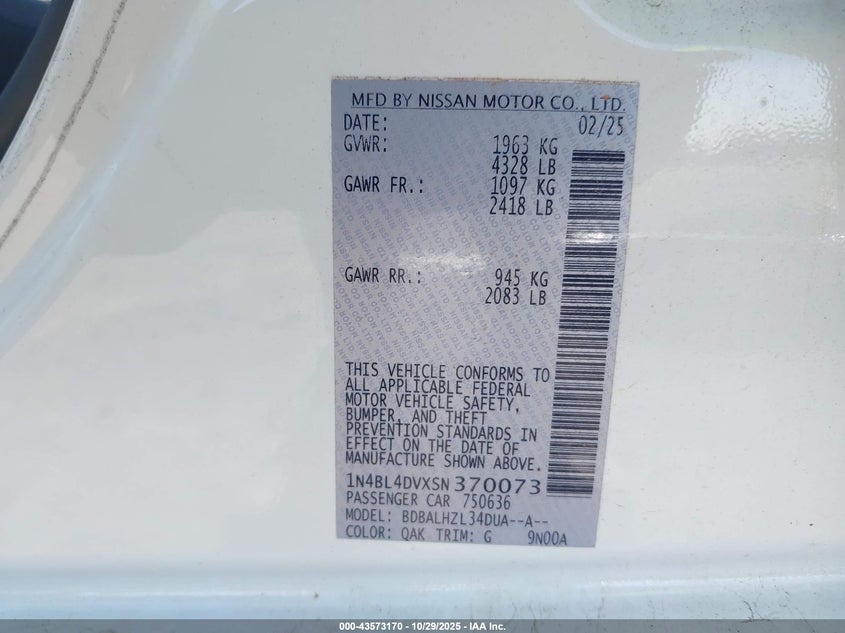 MFD BY NISSAN MOTOR CO., LTD.
DATE: 02/25
GVWR: 1963 KG
4328 LB
GAWR FR.: 1097 KG
2418 LB
GAWR RR.: 945 KG
2083 LB
THIS VEHICLE CONFORMS TO
ALL APPLICABLE FEDERAL
MOTOR VEHICLE SAFETY,
BUMPER, AND THEFT
PREVENTION STANDARDS IN
EFFECT ON THE DATE OF
MANUFACTURE SHOWN ABOVE.
1N4BL4DVXSN370073
PASSENGER CAR 750636
MODEL: BDBALHZL34DUA--A--
COLOR: QAK TRIM: G 9N00A
000-43573170 - 10/29/2025 - IAA Inc.